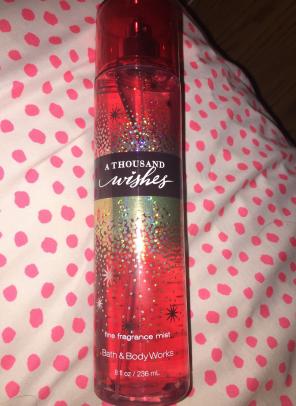 A THOUSAND
wishes
fine fragrance mist
Bath & Body Works
8 fl oz / 236 mL